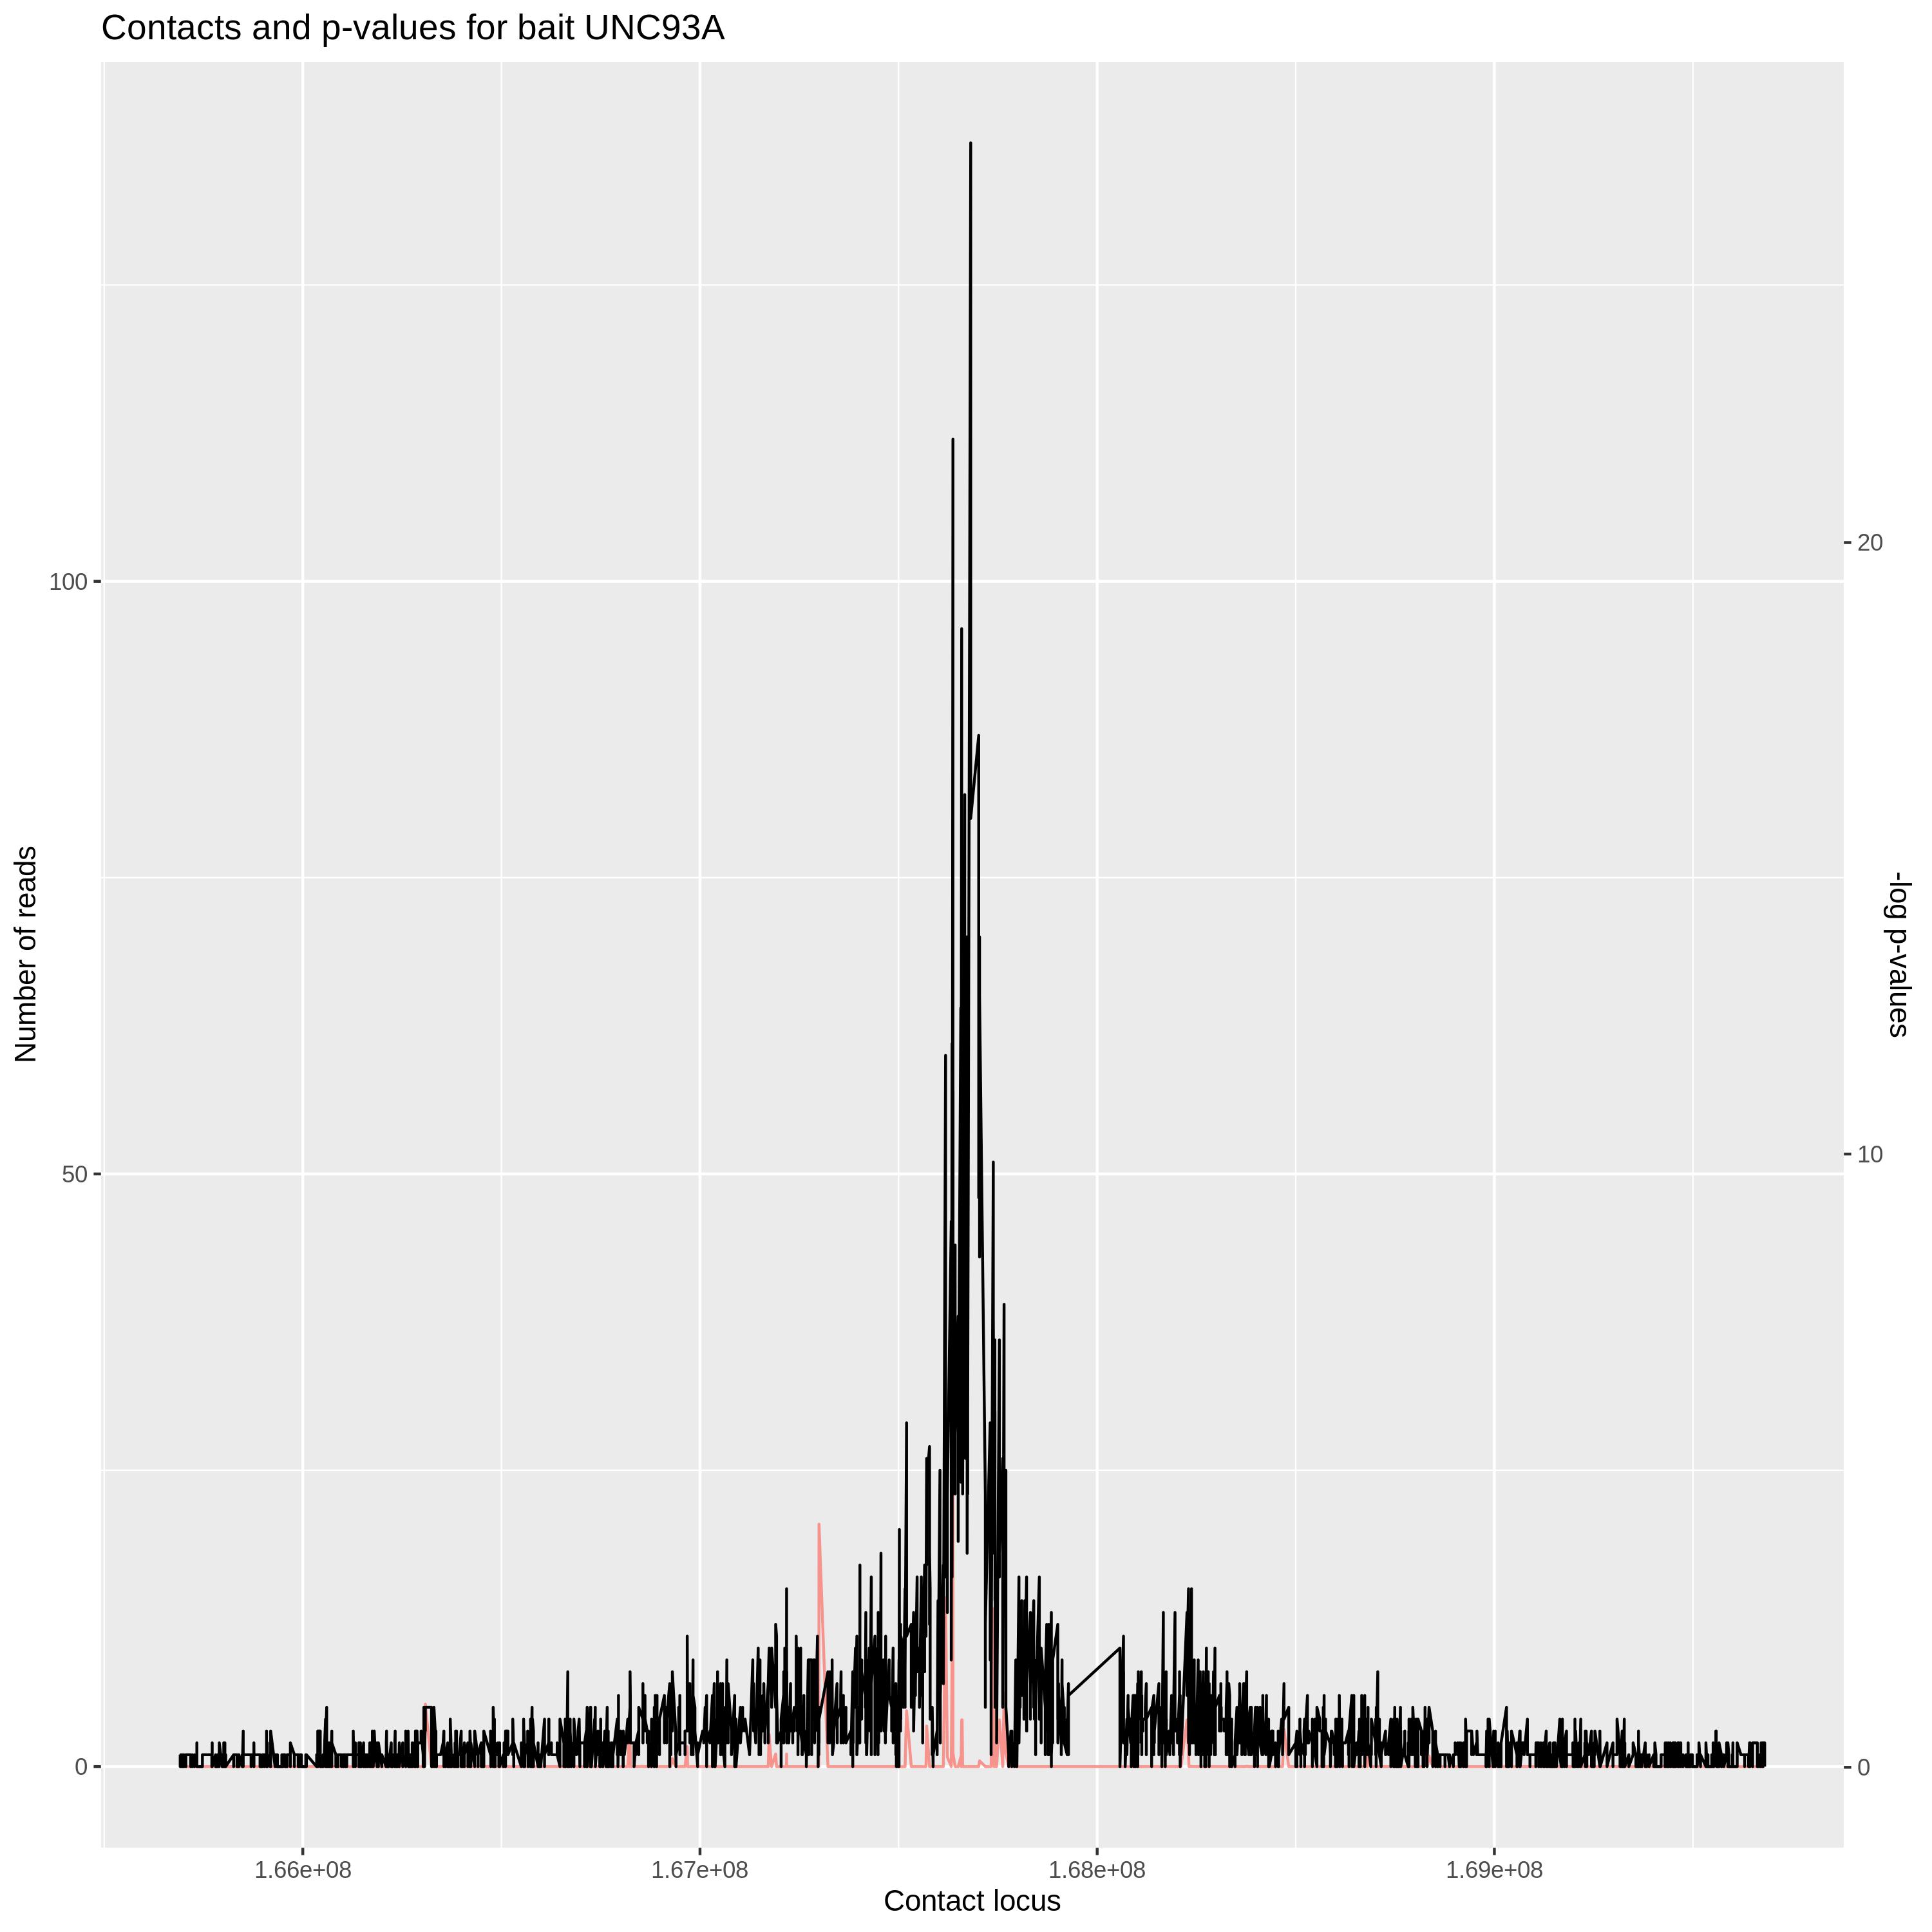 Contacts and p-values for bait UNC93A
100
50
0
Number of reads
20
10
0
-log p-values
1.66e+08
1.67e+08
1.68e+08
1.69e+08
Contact locus